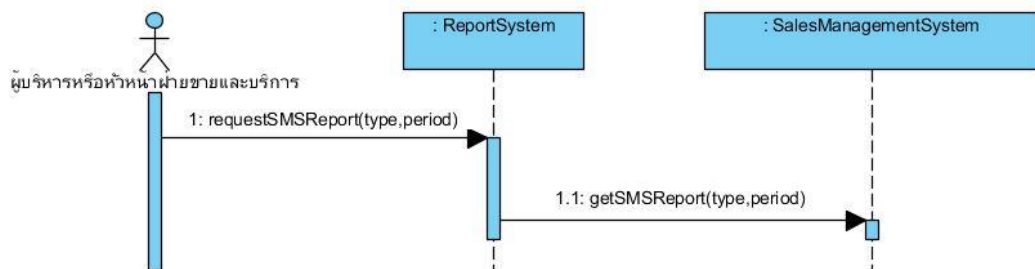 : ReportSystem
: SalesManagementSystem
ผู้บริหารหรือหัวหน้าฝ่ายขายและบริการ
1: requestSMSReport(type,period)
1.1: getSMSReport(type,period)